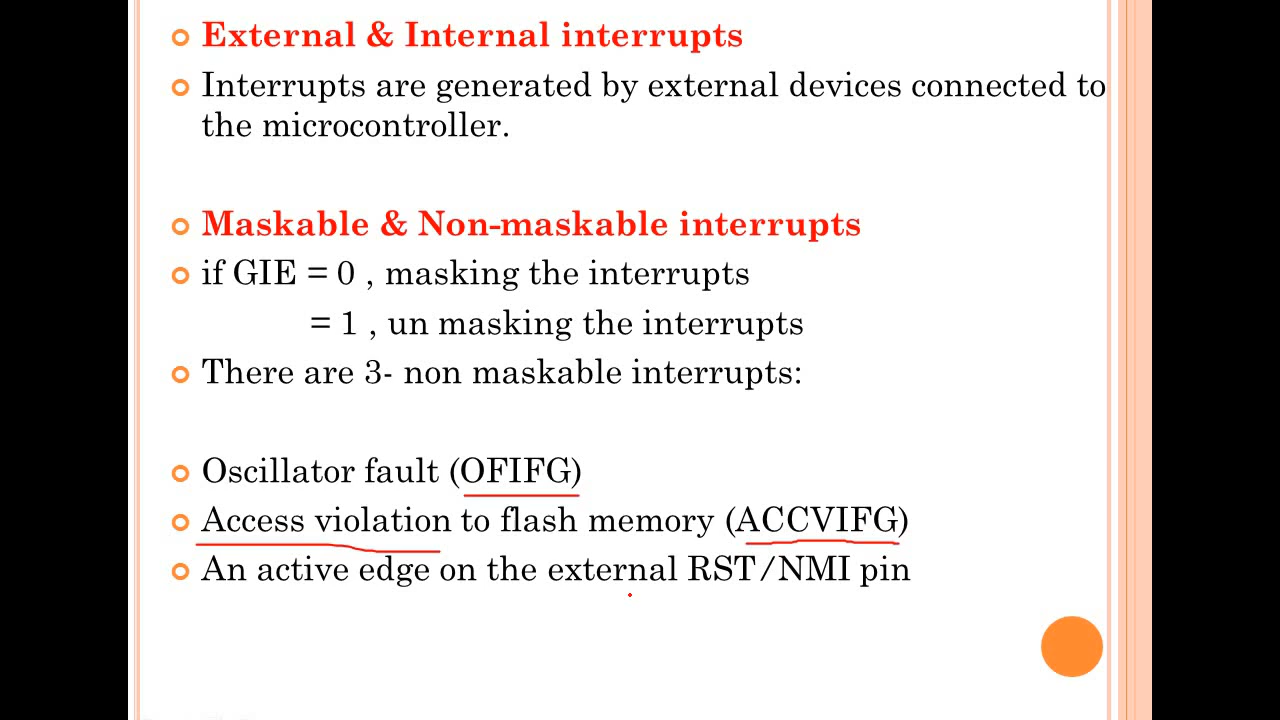 External & Internal interrupts
Interrupts are generated by external devices connected to
the microcontroller.
Maskable & Non-maskable interrupts
if GIE = 0 , masking the interrupts
= 1 , un masking the interrupts
There are 3- non maskable interrupts:
Oscillator fault (OFIFG)
Access violation to flash memory (ACCVIFG)
An active edge on the external RST/NMI pin